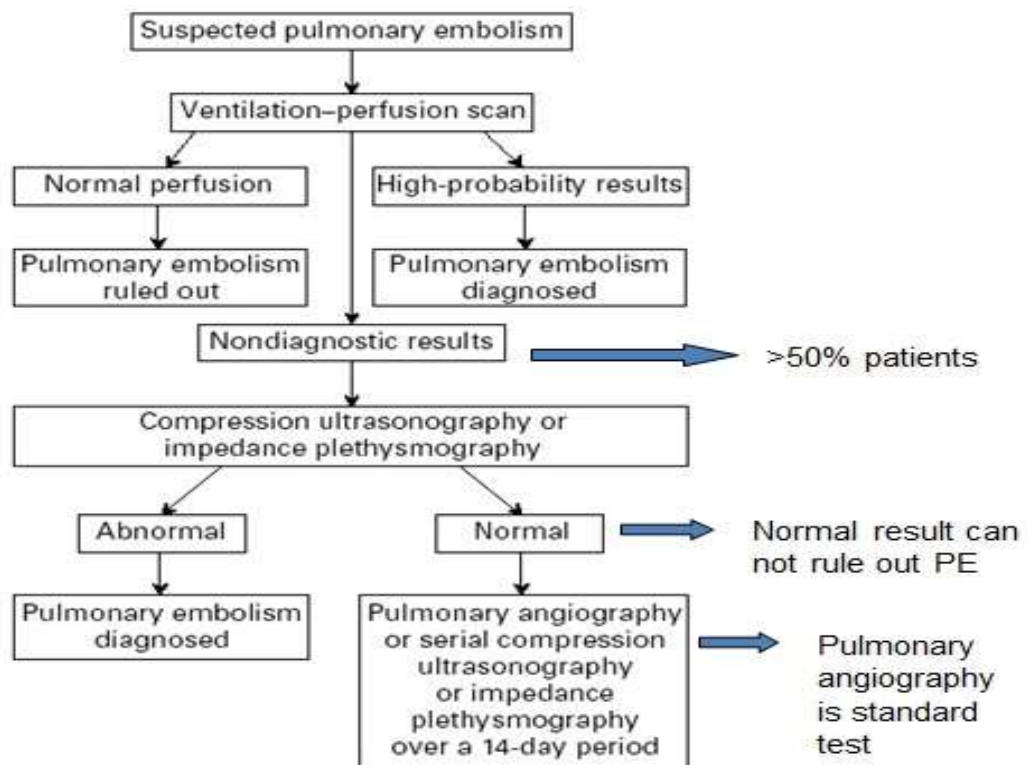 Suspected pulmonary embolism
Ventilation–perfusion scan
Normal perfusion
High-probability results
Pulmonary embolism
ruled out
Pulmonary embolism
diagnosed
Nondiagnostic results
>50% patients
Compression ultrasonography or
impedance plethysmography
Abnormal
Normal
Normal result can
not rule out PE
Pulmonary embolism
diagnosed
Pulmonary angiography
or serial compression
ultrasonography
or impedance
plethysmography
over a 14-day period
Pulmonary
angiography
is standard
test